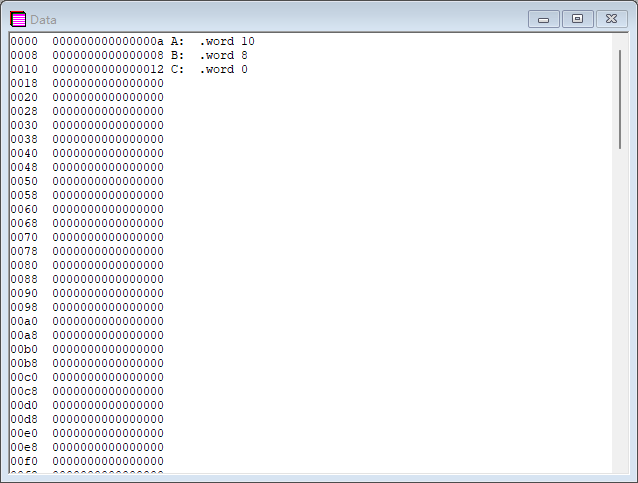 Data
0000  000000000000000a A:  .word 10
0008  0000000000000008 B:  .word 8
0010  0000000000000012 C:  .word 0
0018  0000000000000000
0020  0000000000000000
0028  0000000000000000
0030  0000000000000000
0038  0000000000000000
0040  0000000000000000
0048  0000000000000000
0050  0000000000000000
0058  0000000000000000
0060  0000000000000000
0068  0000000000000000
0070  0000000000000000
0078  0000000000000000
0080  0000000000000000
0088  0000000000000000
0090  0000000000000000
0098  0000000000000000
00a0  0000000000000000
00a8  0000000000000000
00b0  0000000000000000
00b8  0000000000000000
00c0  0000000000000000
00c8  0000000000000000
00d0  0000000000000000
00d8  0000000000000000
00e0  0000000000000000
00e8  0000000000000000
00f0  0000000000000000